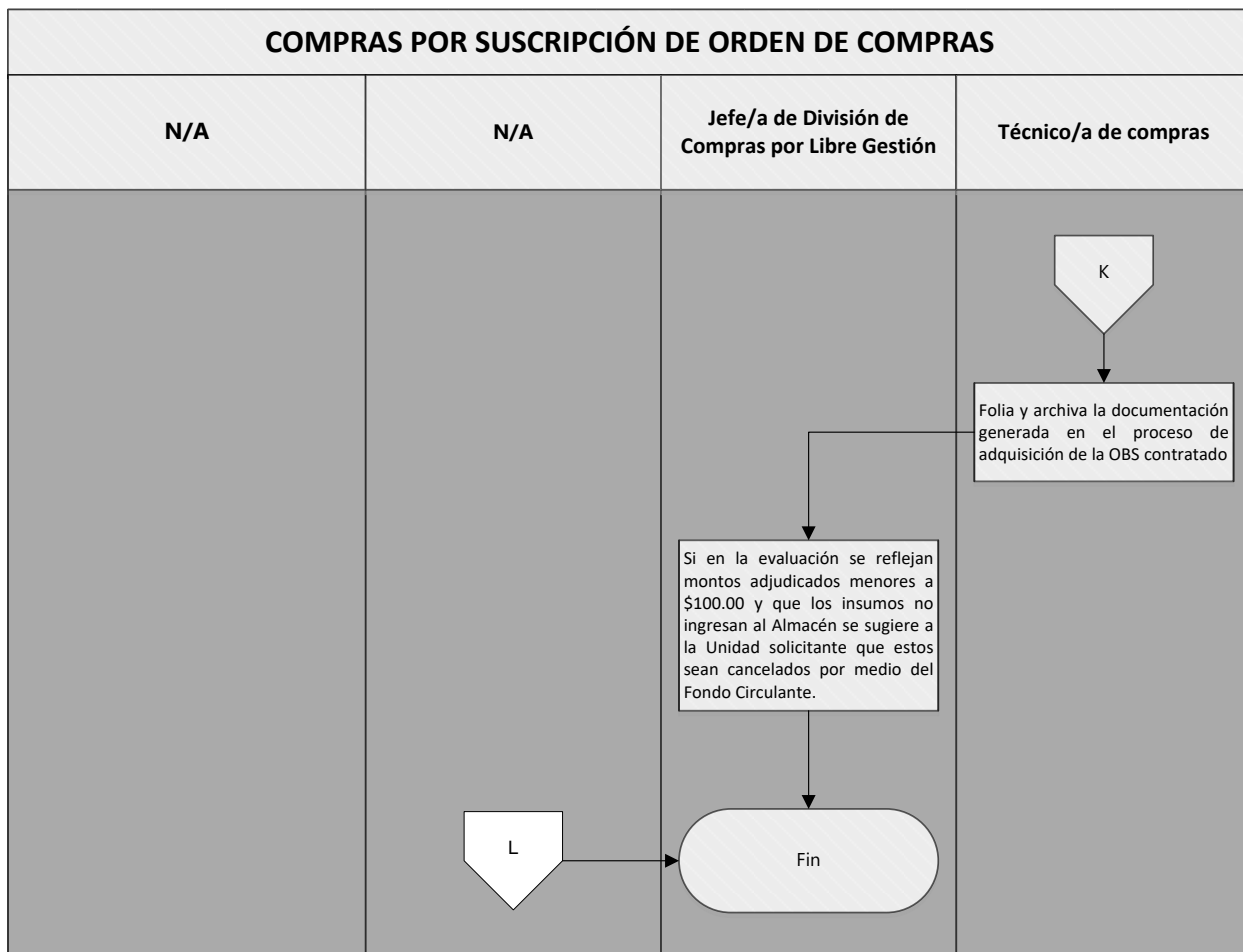 COMPRAS POR SUSCRIPCIÓN DE ORDEN DE COMPRAS
N/A
N/A
Jefe/a de División de
Compras por Libre Gestión
Técnico/a de compras
K
Folia y archiva la documentación
generada en el proceso de
adquisición de la OBS contratado
Si en la evaluación se reflejan
montos adjudicados menores a
$100.00 y que los insumos no
ingresan al Almacén se sugiere a
la Unidad solicitante que estos
sean cancelados por medio del
Fondo Circulante.
L
Fin